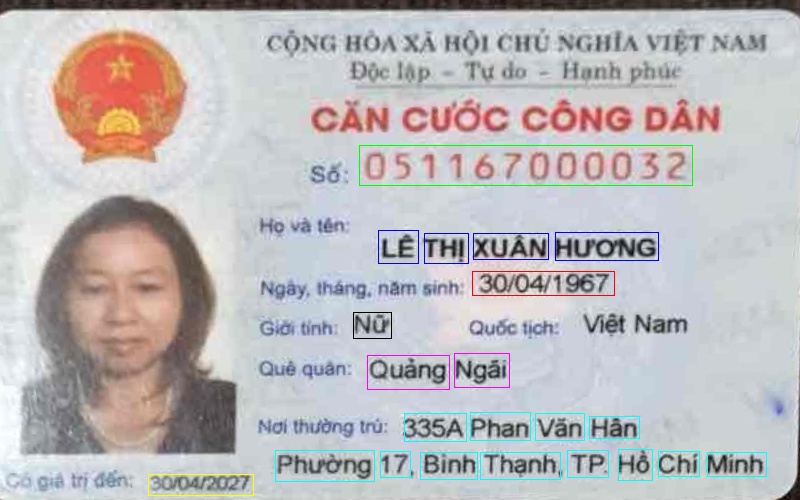 CỘNG HÒA XÃ HỘI CHỦ NGHĨA VIỆT NAM
Độc lập - Tự do - Hạnh phúc
CĂN CƯỚC CÔNG DÂN
Số: 051167000032
Họ và tên:
LÊ THỊ XUÂN HƯƠNG
Ngày, tháng, năm sinh: 30/04/1967
Giới tính: Nữ Quốc tịch: Việt Nam
Quê quán: Quảng Ngãi
Nơi thường trú: 335A Phan Văn Hân
Phường 17, Bình Thạnh, TP. Hồ Chí Minh
Có giá trị đến: 30/04/2027